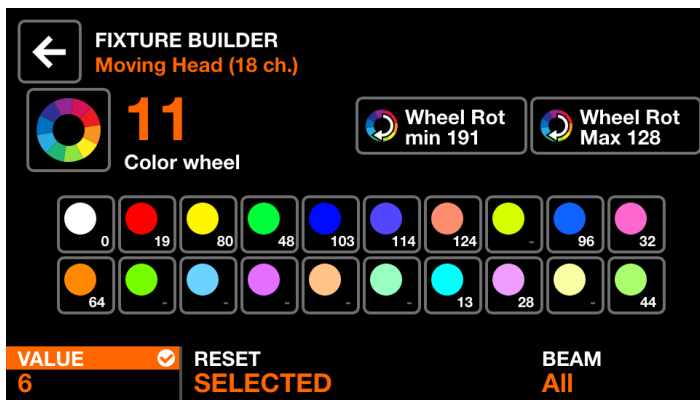 FIXTURE BUILDER
Moving Head (18 ch.)
11
Color wheel
Wheel Rot
min 191
Wheel Rot
Max 128
0 19 80 48 103 114 124 - 96 32
64 - - - - - 13 28 - 44
VALUE RESET BEAM
6 SELECTED All